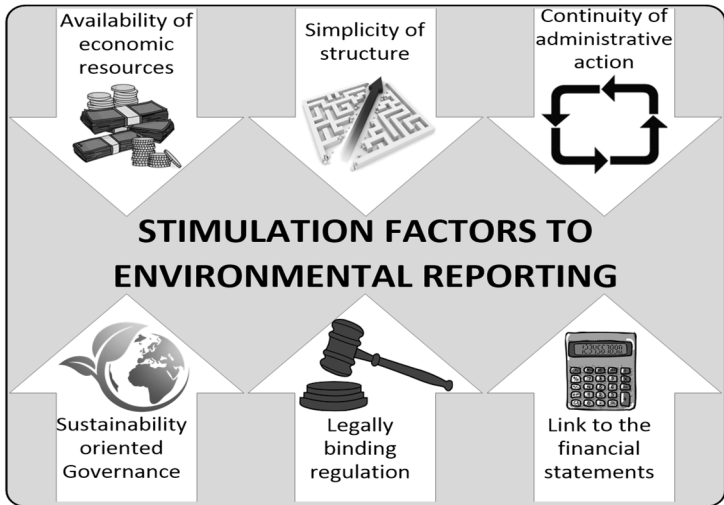 Availability of
economic
resources
Simplicity of
structure
Continuity of
administrative
action
STIMULATION FACTORS TO
ENVIRONMENTAL REPORTING
Sustainability
oriented
Governance
Legally
binding
regulation
Link to the
financial
statements